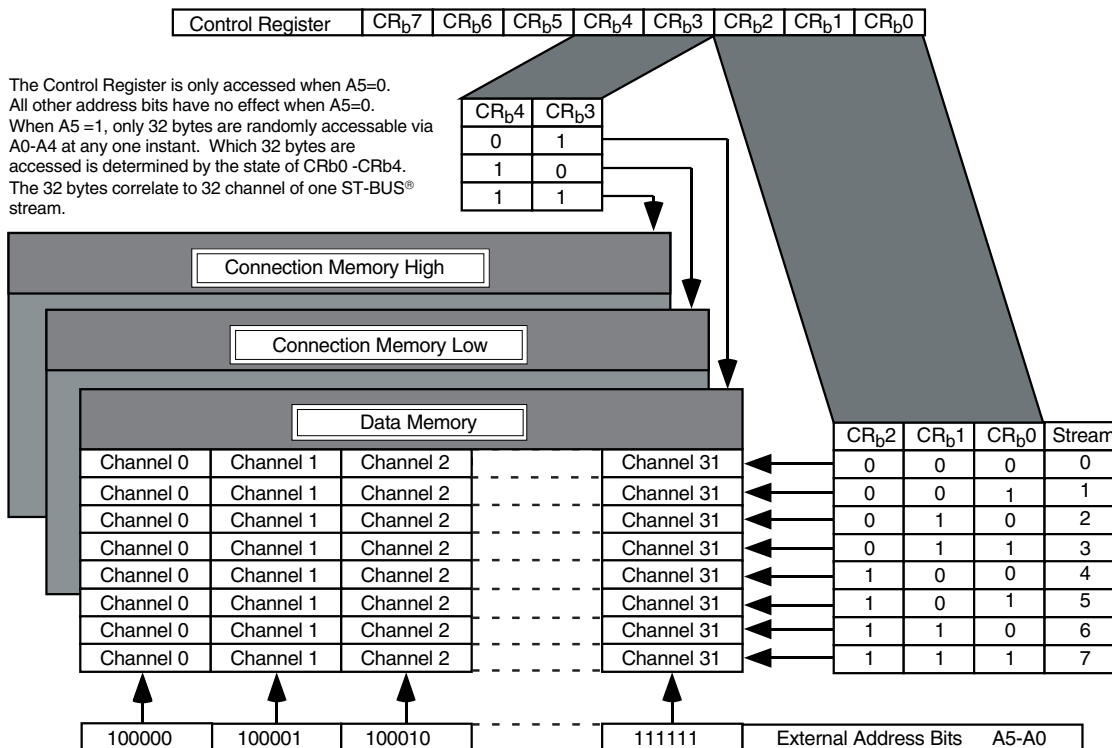 Control Register CRb7 CRb6 CRb5 CRb4 CRb3 CRb2 CRb1 CRb0
The Control Register is only accessed when A5=0.
All other address bits have no effect when A5=0.
When A5 =1, only 32 bytes are randomly accessable via
A0-A4 at any one instant. Which 32 bytes are
accessed is determined by the state of CRb0 -CRb4.
The 32 bytes correlate to 32 channel of one ST-BUS®
stream.
CRb4 CRb3
0 1
1 0
1 1
Connection Memory High
Connection Memory Low
Data Memory
CRb2 CRb1 CRb0 Stream
Channel 0 Channel 1 Channel 2 Channel 31 0 0 0 0
Channel 0 Channel 1 Channel 2 Channel 31 0 0 1 1
Channel 0 Channel 1 Channel 2 Channel 31 0 1 0 2
Channel 0 Channel 1 Channel 2 Channel 31 0 1 1 3
Channel 0 Channel 1 Channel 2 Channel 31 1 0 0 4
Channel 0 Channel 1 Channel 2 Channel 31 1 0 1 5
Channel 0 Channel 1 Channel 2 Channel 31 1 1 0 6
Channel 0 Channel 1 Channel 2 Channel 31 1 1 1 7
100000 100001 100010 111111 External Address Bits A5-A0